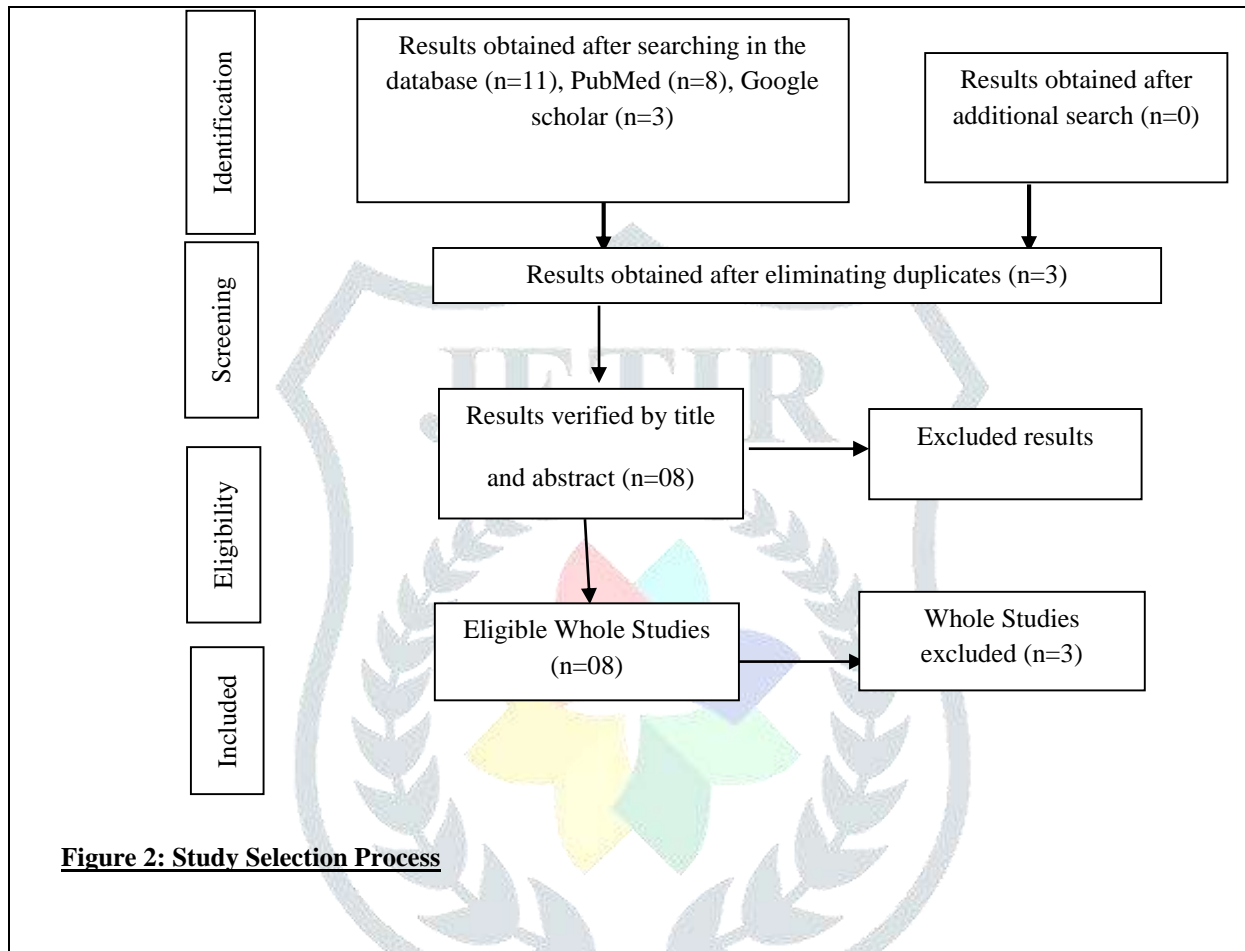 Identification
Results obtained after searching in the
database (n=11), PubMed (n=8), Google
scholar (n=3)
Results obtained after
additional search (n=0)
Screening
Results obtained after eliminating duplicates (n=3)
JETIR
Results verified by title
and abstract (n=08)
Excluded results
Eligibility
Eligible Whole Studies
(n=08)
Whole Studies
excluded (n=3)
Included
Figure 2: Study Selection Process